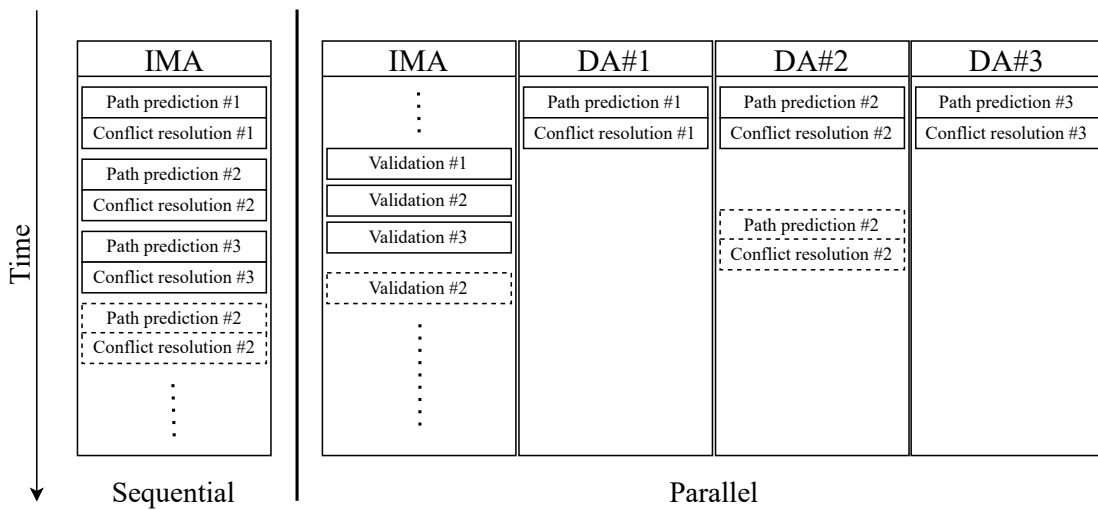 Time
IMA
Path prediction #1
Conflict resolution #1
Path prediction #2
Conflict resolution #2
Path prediction #3
Conflict resolution #3
Path prediction #2
Conflict resolution #2
Sequential
IMA
Validation #1
Validation #2
Validation #3
Validation #2
DA#1
Path prediction #1
Conflict resolution #1
DA#2
Path prediction #2
Conflict resolution #2
Path prediction #2
Conflict resolution #2
DA#3
Path prediction #3
Conflict resolution #3
Parallel